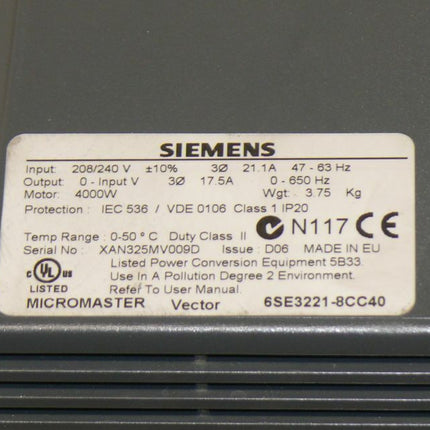 SIEMENS
Input: 208/240 V ±10% 3Ø 21.1A 47 - 63 Hz
Output: 0 - Input V 3Ø 17.5A 0 - 650 Hz
Motor: 4000W Wgt: 3.75 Kg
Protection : IEC 536 / VDE 0106 Class 1 IP20
N117 CE
Temp Range : 0-50 °C Duty Class II
Serial No : XAN325MV009D Issue : D06 MADE IN EU
Listed Power Conversion Equipment 5B33.
Use In A Pollution Degree 2 Environment.
Refer To User Manual.
C UL US
LISTED
MICROMASTER Vector 6SE3221-8CC40